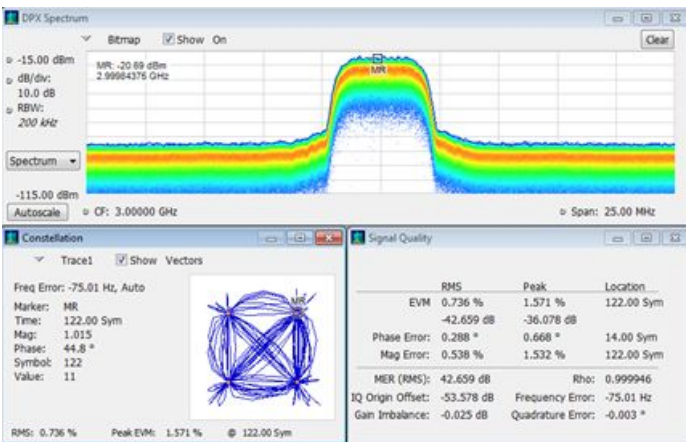 DPX Spectrum
Bitmap Show On Clear
-15.00 dBm
MR: -20.69 dBm
2.99984376 GHz
MR
dB/div:
10.0 dB
RBW:
200 kHz
Spectrum
-115.00 dBm
Autoscale CF: 3.00000 GHz Span: 25.00 MHz
Constellation
Trace1 Show Vectors
Freq Error: -75.01 Hz, Auto
Marker: MR
Time: 122.00 Sym
Mag: 1.015
Phase: 44.8 °
Symbol: 122
Value: 11
MR
RMS: 0.736 % Peak EVM: 1.571 % @ 122.00 Sym
Signal Quality
RMS Peak Location
EVM 0.736 % 1.571 % 122.00 Sym
-42.659 dB -36.078 dB
Phase Error: 0.288 ° 0.668 ° 14.00 Sym
Mag Error: 0.538 % 1.532 % 122.00 Sym
MER (RMS): 42.659 dB Rho: 0.999946
IQ Origin Offset: -53.578 dB Frequency Error: -75.01 Hz
Gain Imbalance: -0.025 dB Quadrature Error: -0.003 °